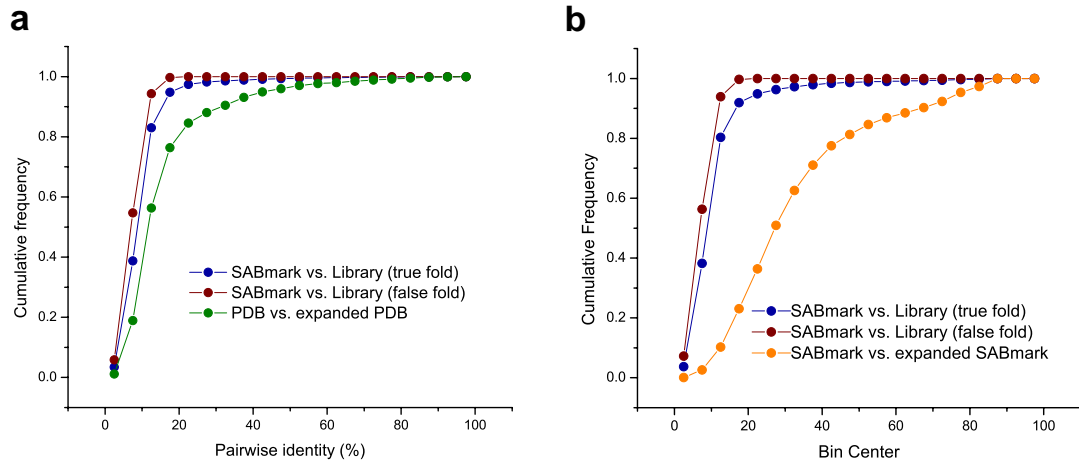 a
1.0
0.8
0.6
0.4
0.2
0.0
Cumulative frequency
SABmark vs. Library (true fold)
SABmark vs. Library (false fold)
PDB vs. expanded PDB
0 20 40 60 80 100
Pairwise identity (%)
b
1.0
0.8
0.6
0.4
0.2
0.0
Cumulative Frequency
SABmark vs. Library (true fold)
SABmark vs. Library (false fold)
SABmark vs. expanded SABmark
0 20 40 60 80 100
Bin Center